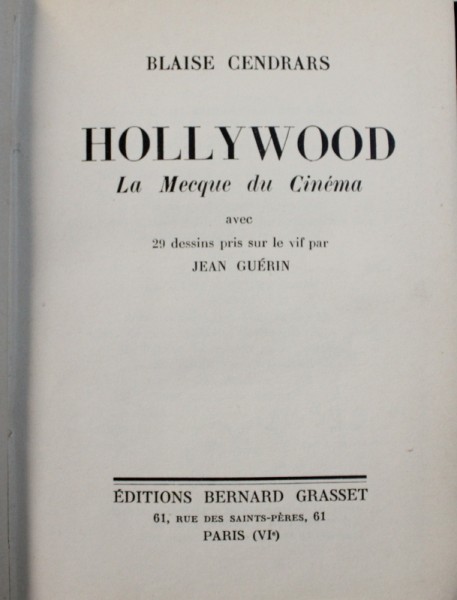 BLAISE CENDRARS
HOLLYWOOD
La Mecque du Cinéma
avec
29 dessins pris sur le vif par
JEAN GUÉRIN
ÉDITIONS BERNARD GRASSET
61, RUE DES SAINTS-PÈRES, 61
PARIS (VIᵉ)